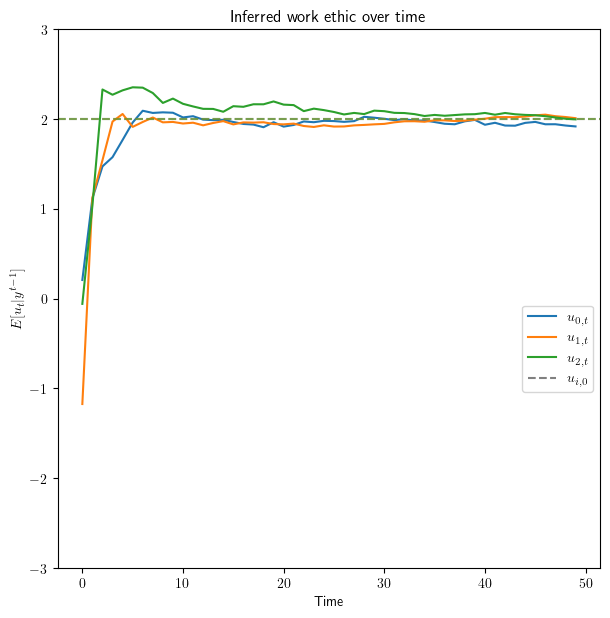 Inferred work ethic over time
3
2
1
0
−1
−2
−3
E[u_t|y^{t−1}]
u_{0,t}
u_{1,t}
u_{2,t}
u_{i,0}
0
10
20
30
40
50
Time